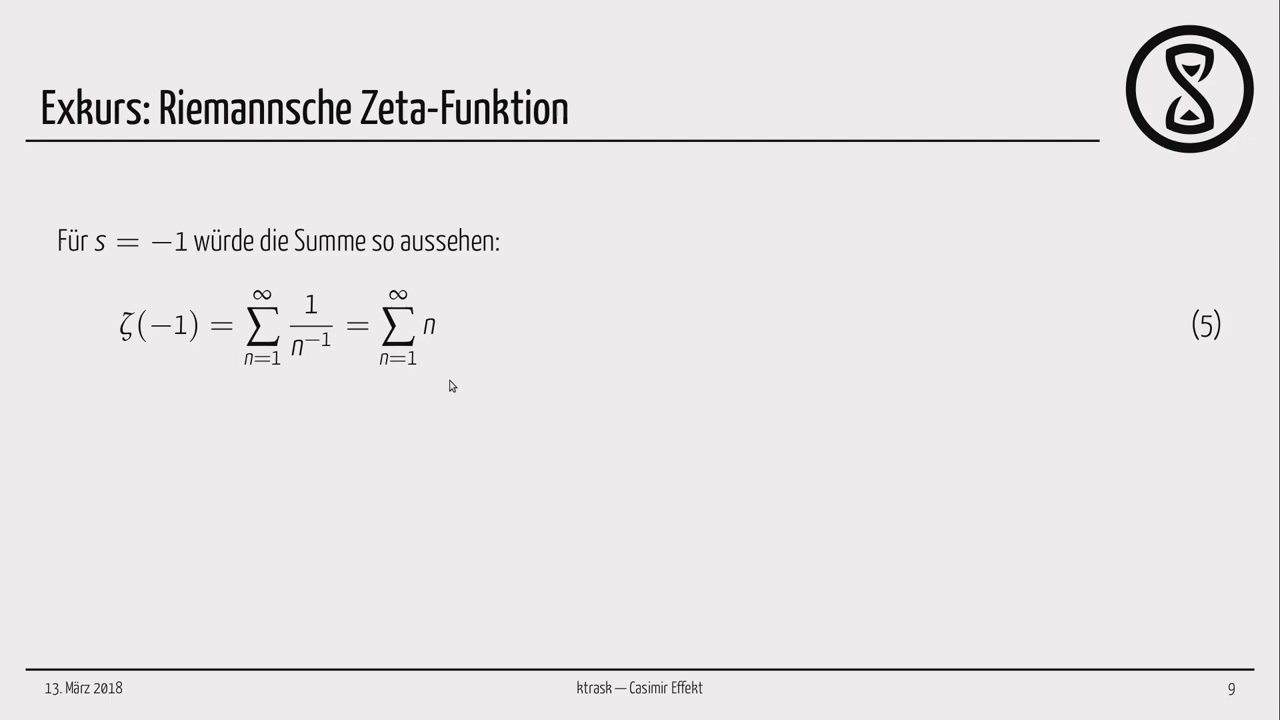 Exkurs: Riemannsche Zeta-Funktion
Für s = −1 würde die Summe so aussehen:
ζ(−1) = ∑_{n=1}^{∞} 1/n^{−1} = ∑_{n=1}^{∞} n (5)
13. März 2018 ktrask — Casimir Effekt 9